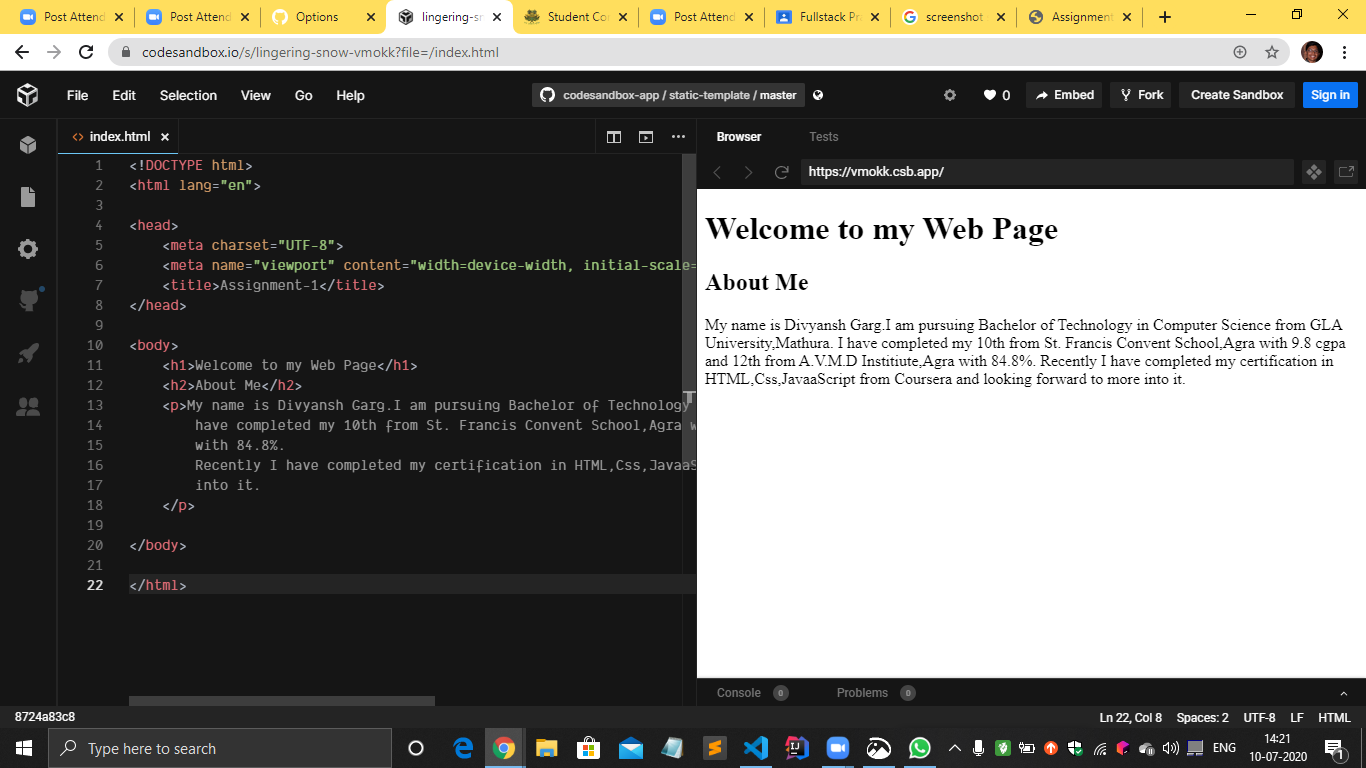 Post Attend
Post Attend
Options
lingering-sn
Student Co
Post Attend
Fullstack Pr
screenshot
Assignment
codesandbox.io/s/lingering-snow-vmokk?file=/index.html
File Edit Selection View Go Help
codesandbox-app / static-template / master
0
Embed
Fork
Create Sandbox
Sign in
index.html
1 <!DOCTYPE html>
2 <html lang="en">
3
4 <head>
5 <meta charset="UTF-8">
6 <meta name="viewport" content="width=device-width, initial-scale=
7 <title>Assignment-1</title>
8 </head>
9
10 <body>
11 <h1>Welcome to my Web Page</h1>
12 <h2>About Me</h2>
13 <p>My name is Divyansh Garg.I am pursuing Bachelor of Technology
14 have completed my 10th from St. Francis Convent School,Agra w
15 with 84.8%.
16 Recently I have completed my certification in HTML,Css,JavaaS
17 into it.
18 </p>
19
20 </body>
21
22 </html>
Browser Tests
https://vmokk.csb.app/
Welcome to my Web Page
About Me
My name is Divyansh Garg.I am pursuing Bachelor of Technology in Computer Science from GLA
University,Mathura. I have completed my 10th from St. Francis Convent School,Agra with 9.8 cgpa
and 12th from A.V.M.D Institiute,Agra with 84.8%. Recently I have completed my certification in
HTML,Css,JavaaScript from Coursera and looking forward to more into it.
Console 0 Problems 0
8724a83c8
Ln 22, Col 8 Spaces: 2 UTF-8 LF HTML
Type here to search
ENG
14:21
10-07-2020
1